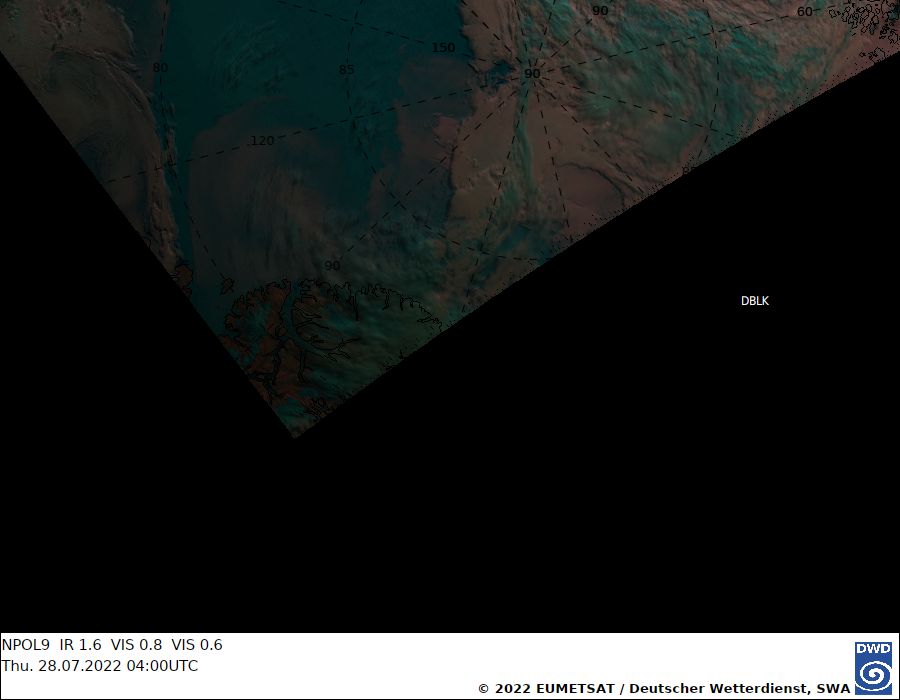 90
60
150
80
85
90
120
90
DBLK
NPOL9 IR 1.6 VIS 0.8 VIS 0.6
Thu. 28.07.2022 04:00UTC
DWD
© 2022 EUMETSAT / Deutscher Wetterdienst, SWA